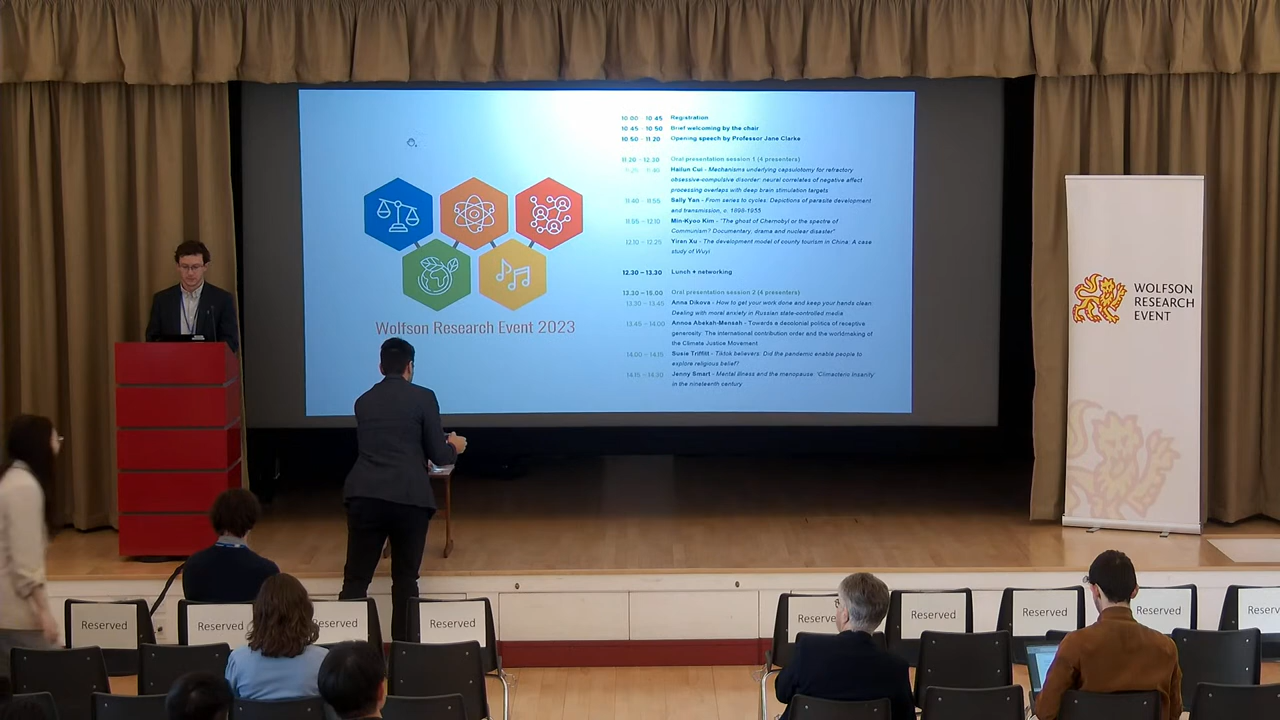 10.00 - 10.45 Registration
10.45 - 10.50 Brief welcoming by the chair
10.50 - 11.20 Opening speech by Professor Jane Clarke
11.20 - 12.30 Oral presentation session 1 (4 presenters)
11.25 - 11.40 Hailun Cui - Mechanisms underlying capsulotomy for refractory
obsessive-compulsive disorder: neural correlates of negative affect
processing overlaps with deep brain stimulation targets
11.40 - 11.55 Sally Yan - From series to cycles: Depictions of parasite development
and transmission, c. 1898-1955
11.55 - 12.10 Min-Kyoo Kim - "The ghost of Chernobyl or the spectre of
Communism? Documentary, drama and nuclear disaster"
12.10 - 12.25 Yiran Xu - The development model of county tourism in China: A case
study of Wuyi
12.30 – 13.30 Lunch + networking
13.30 – 15.00 Oral presentation session 2 (4 presenters)
13.30 - 13.45 Anna Dikova - How to get your work done and keep your hands clean
Dealing with moral anxiety in Russian state-controlled media
13.45 - 14.00 Annoa Abekah-Mensah - Towards a decolonial politics of receptive
generosity: The international contribution order and the worldmaking of
the Climate Justice Movement
14.00 - 14.15 Susie Triffitt - Tiktok believers: Did the pandemic enable people to
explore religious belief?
14.15 - 14.30 Jenny Smart - Mental illness and the menopause: 'Climacteric Insanity'
in the nineteenth century
Wolfson Research Event 2023
WOLFSON
RESEARCH
EVENT
Reserved
Reserved
Reserved
Reserved
Reserved
Reserved
Reserved
Reserved